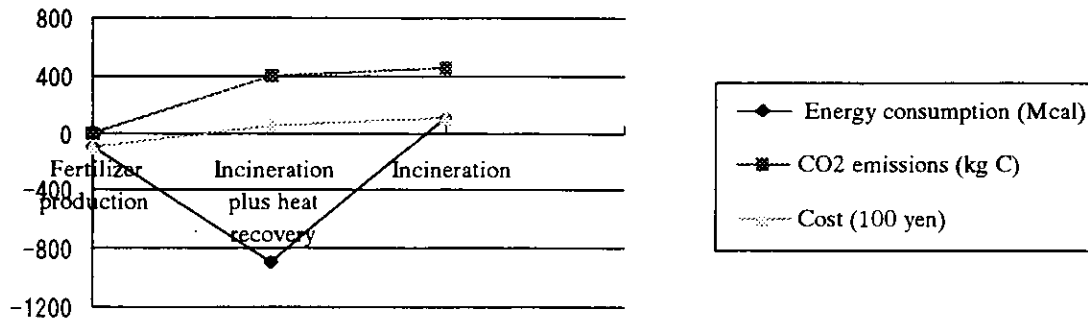 800
400
0
-400
-800
-1200
Fertilizer
production
Incineration
plus heat
recovery
Incineration
Energy consumption (Mcal)
CO2 emissions (kg C)
Cost (100 yen)